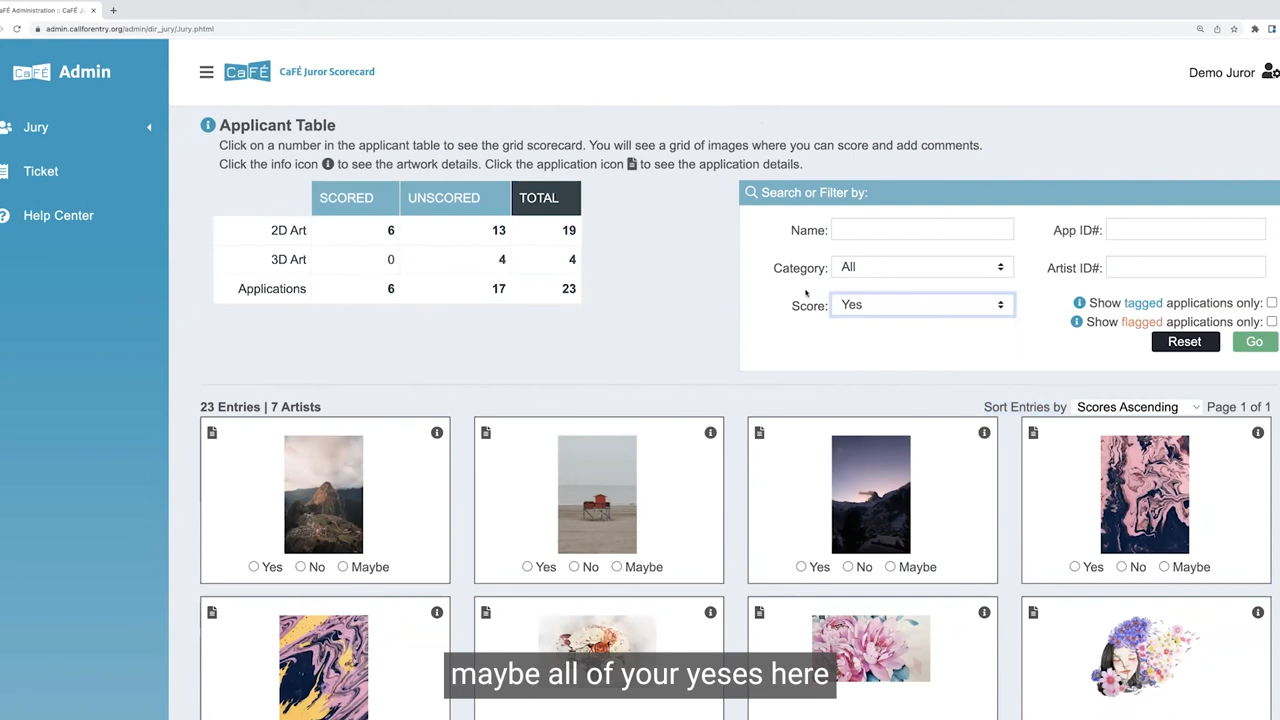 CaFÉ Administration :: CaFÉ Ju
admin.callforentry.org/admin/dir_jury/Jury.phtml
CaFÉ Admin
CaFÉ CaFÉ Juror Scorecard
Demo Juror
Jury
Ticket
Help Center
Applicant Table
Click on a number in the applicant table to see the grid scorecard. You will see a grid of images where you can score and add comments.
Click the info icon to see the artwork details. Click the application icon to see the application details.
SCORED UNSCORED TOTAL
2D Art 6 13 19
3D Art 0 4 4
Applications 6 17 23
Search or Filter by:
Name: App ID#:
Category: All Artist ID#:
Score: Yes Show tagged applications only:
Show flagged applications only:
Reset Go
23 Entries | 7 Artists Sort Entries by Scores Ascending Page 1 of 1
Yes No Maybe Yes No Maybe Yes No Maybe Yes No Maybe
maybe all of your yeses here